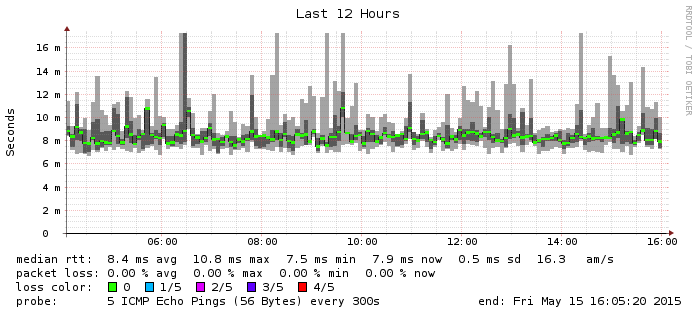 Last 12 Hours
RRDTOOL / TOBI OETIKER
Seconds
16 m
14 m
12 m
10 m
8 m
6 m
4 m
2 m
0
06:00 08:00 10:00 12:00 14:00 16:00
median rtt: 8.4 ms avg 10.8 ms max 7.5 ms min 7.9 ms now 0.5 ms sd 16.3 am/s
packet loss: 0.00 % avg 0.00 % max 0.00 % min 0.00 % now
loss color: 0 1/5 2/5 3/5 4/5
probe: 5 ICMP Echo Pings (56 Bytes) every 300s end: Fri May 15 16:05:20 2015